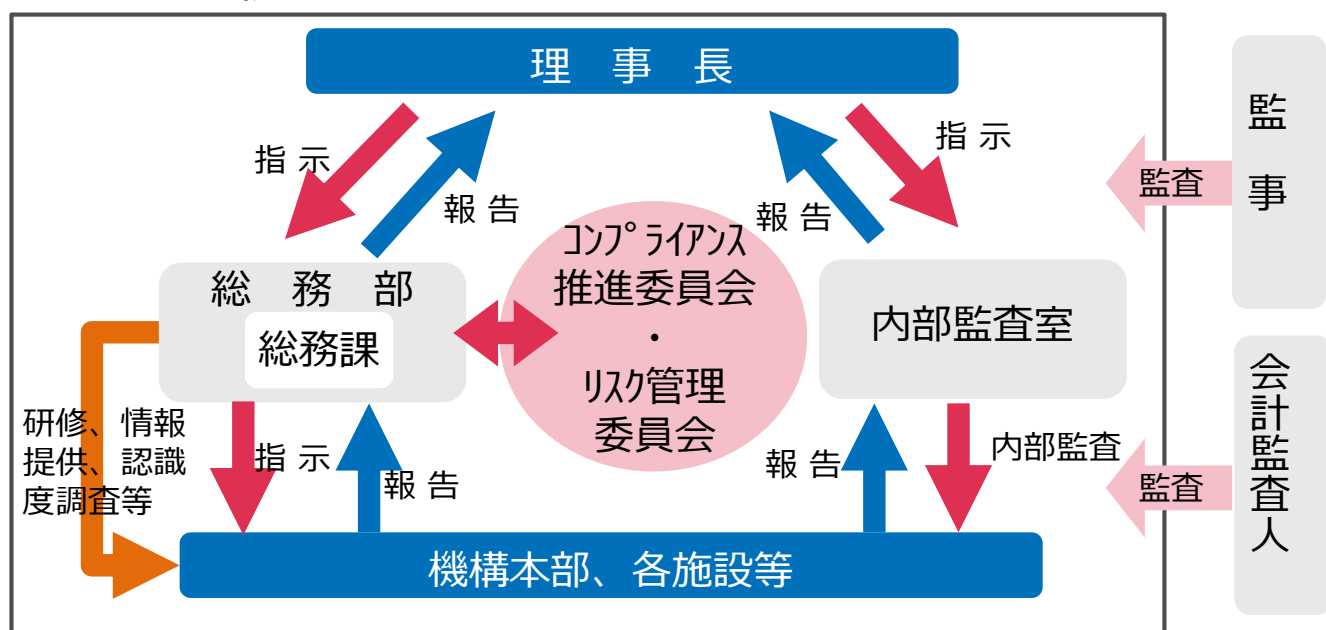 理 事 長
指 示
報 告
報 告
指 示
監査
監
事
総 務 部
総務課
コンプライアンス
推進委員会
・
リスク管理
委員会
内部監査室
会計監査人
研修、情報
提供、認識
度調査等
指 示
報 告
報 告
内部監査
監査
機構本部、各施設等